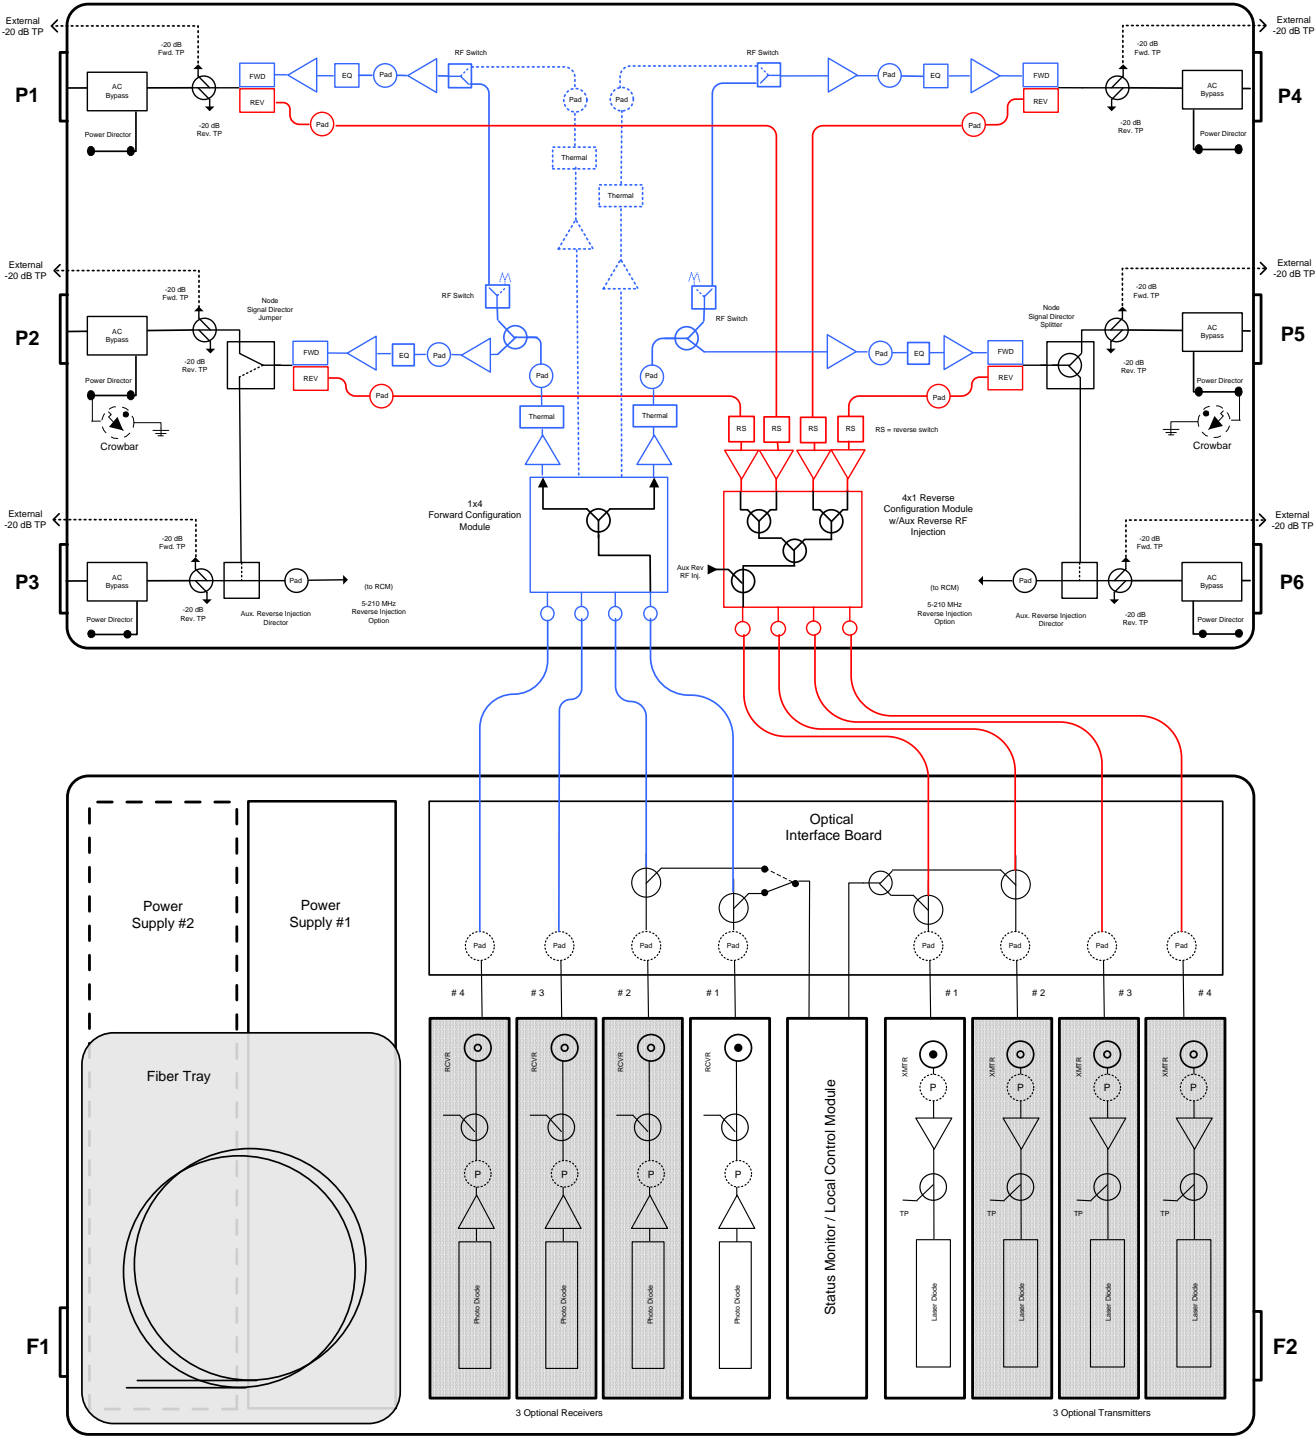 External
-20 dB TP
-20 dB
Fwd. TP
RF Switch
RF Switch
-20 dB
Fwd. TP
External
-20 dB TP
P1
AC
Bypass
FWD
EQ
Pad
Pad
Pad
Pad
EQ
FWD
AC
Bypass
P4
REV
REV
-20 dB
Rev. TP
Pad
Pad
-20 dB
Rev. TP
Power Director
Power Director
Thermal
Thermal
External
-20 dB TP
-20 dB
Fwd. TP
Node
Signal Director
Jumper
RF Switch
RF Switch
Node
Signal Director
Splitter
-20 dB
Fwd. TP
External
-20 dB TP
P2
AC
Bypass
FWD
EQ
Pad
Pad
EQ
FWD
AC
Bypass
P5
-20 dB
Rev. TP
REV
Pad
Pad
REV
-20 dB
Rev. TP
Power Director
Pad
Pad
Power Director
Crowbar
Thermal
Thermal
RS
RS
RS
RS
RS = reverse switch
Crowbar
1x4
Forward Configuration
Module
4x1 Reverse
Configuration Module
w/Aux Reverse RF
Injection
External
-20 dB TP
-20 dB
Fwd. TP
-20 dB
Fwd. TP
External
-20 dB TP
P3
AC
Bypass
Pad
(to RCM)
5-210 MHz
Reverse Injection
Option
Aux Rev
RF Inj.
(to RCM)
5-210 MHz
Reverse Injection
Option
Pad
AC
Bypass
P6
Power Director
-20 dB
Rev. TP
Aux. Reverse Injection
Director
Aux. Reverse Injection
Director
-20 dB
Rev. TP
Power Director
Optical
Interface Board
Power
Supply #2
Power
Supply #1
Pad
Pad
Pad
Pad
Pad
Pad
Pad
Pad
# 4
# 3
# 2
# 1
# 1
# 2
# 3
# 4
Fiber Tray
RCVR
RCVR
RCVR
RCVR
Status Monitor / Local Control Module
XMTR
XMTR
XMTR
XMTR
P
P
P
P
P
P
P
P
TP
TP
TP
TP
Photo Diode
Photo Diode
Photo Diode
Photo Diode
Laser Diode
Laser Diode
Laser Diode
Laser Diode
F1
F2
3 Optional Receivers
3 Optional Transmitters